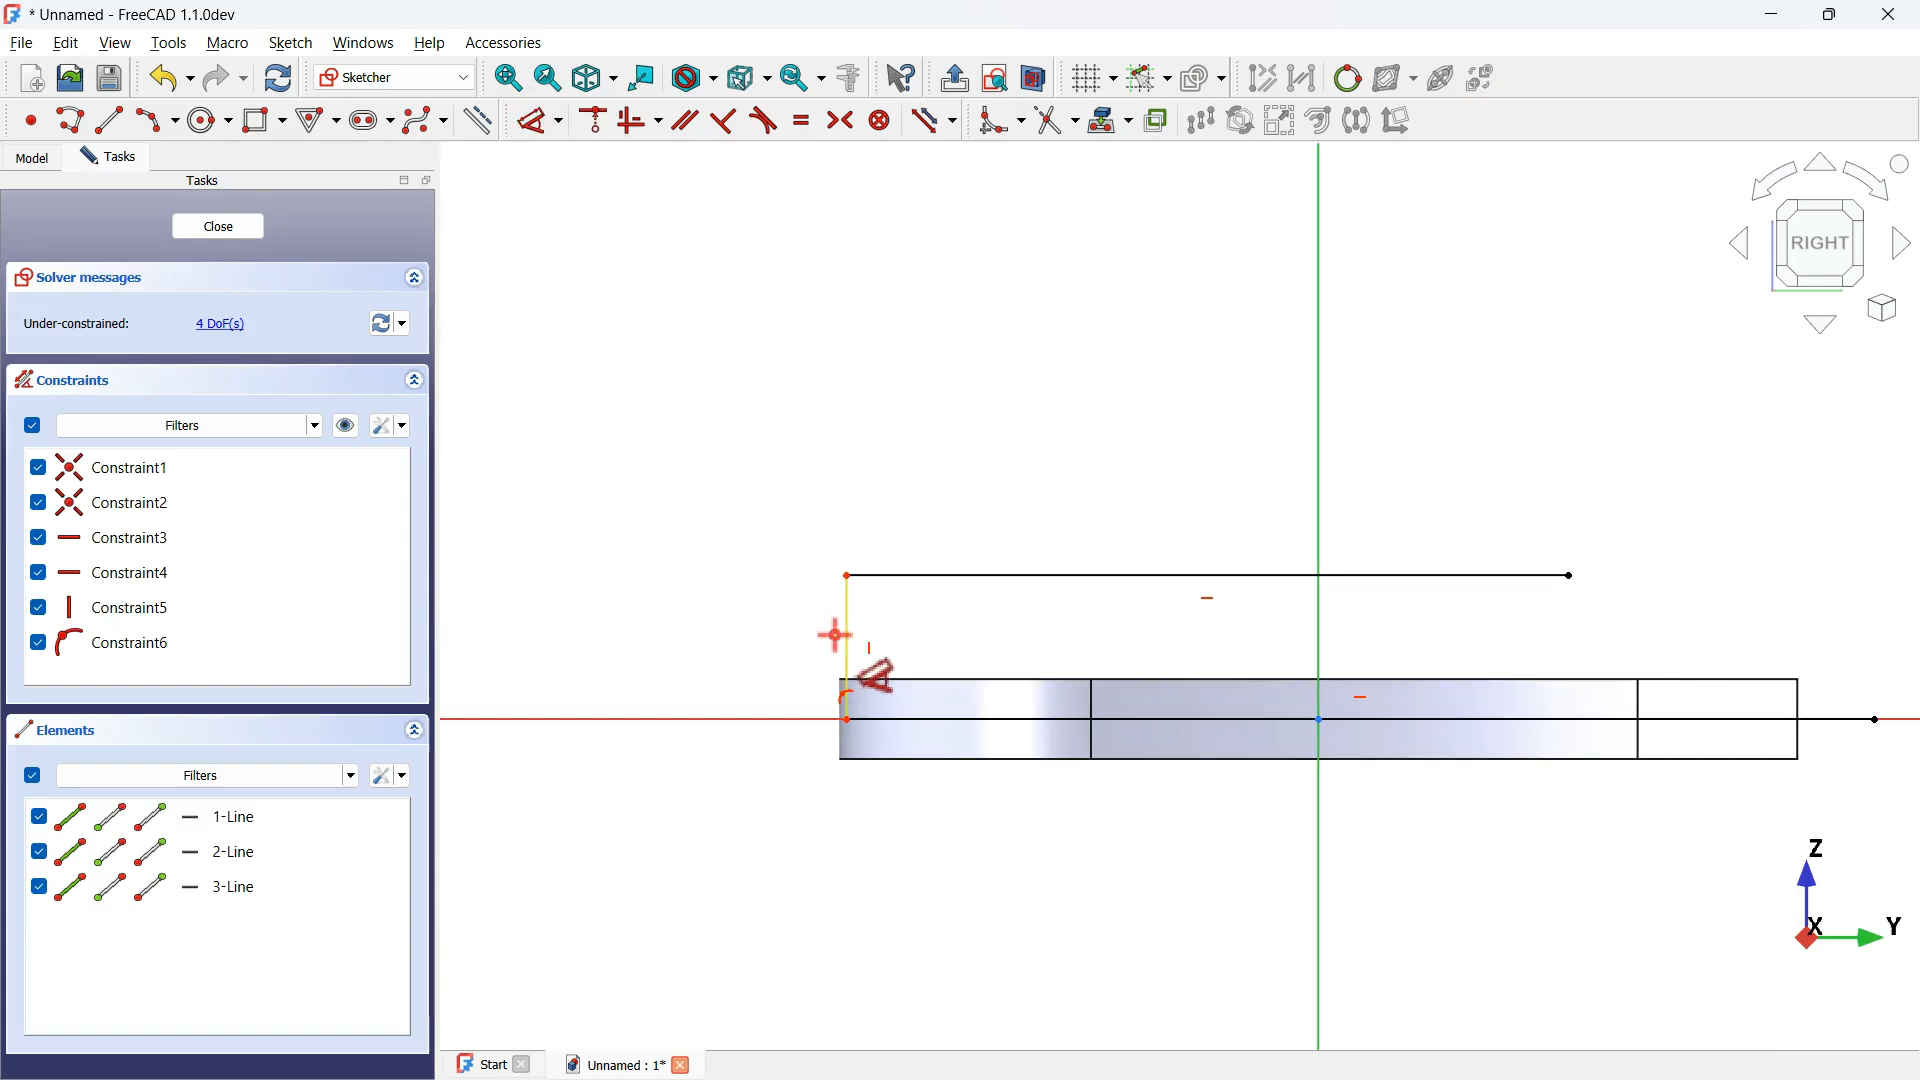 * Unnamed - FreeCAD 1.1.0dev
File Edit View Tools Macro Sketch Windows Help Accessories
Sketcher
Model Tasks
Tasks
Close
Solver messages
Under-constrained: 4 DoF(s)
Constraints
Filters
Constraint1
Constraint2
Constraint3
Constraint4
Constraint5
Constraint6
Elements
Filters
1-Line
2-Line
3-Line
RIGHT
Z
X
Y
Start
Unnamed : 1*